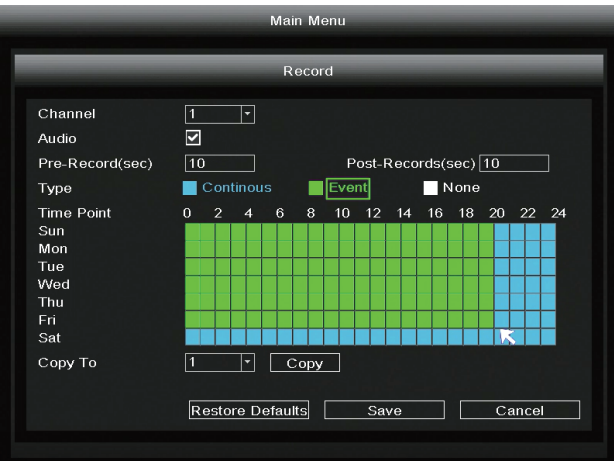 Main Menu
Record
Channel 1
Audio
Pre-Record(sec) 10 Post-Records(sec) 10
Type Continous Event None
Time Point 0 2 4 6 8 10 12 14 16 18 20 22 24
Sun
Mon
Tue
Wed
Thu
Fri
Sat
Copy To 1 Copy
Restore Defaults Save Cancel